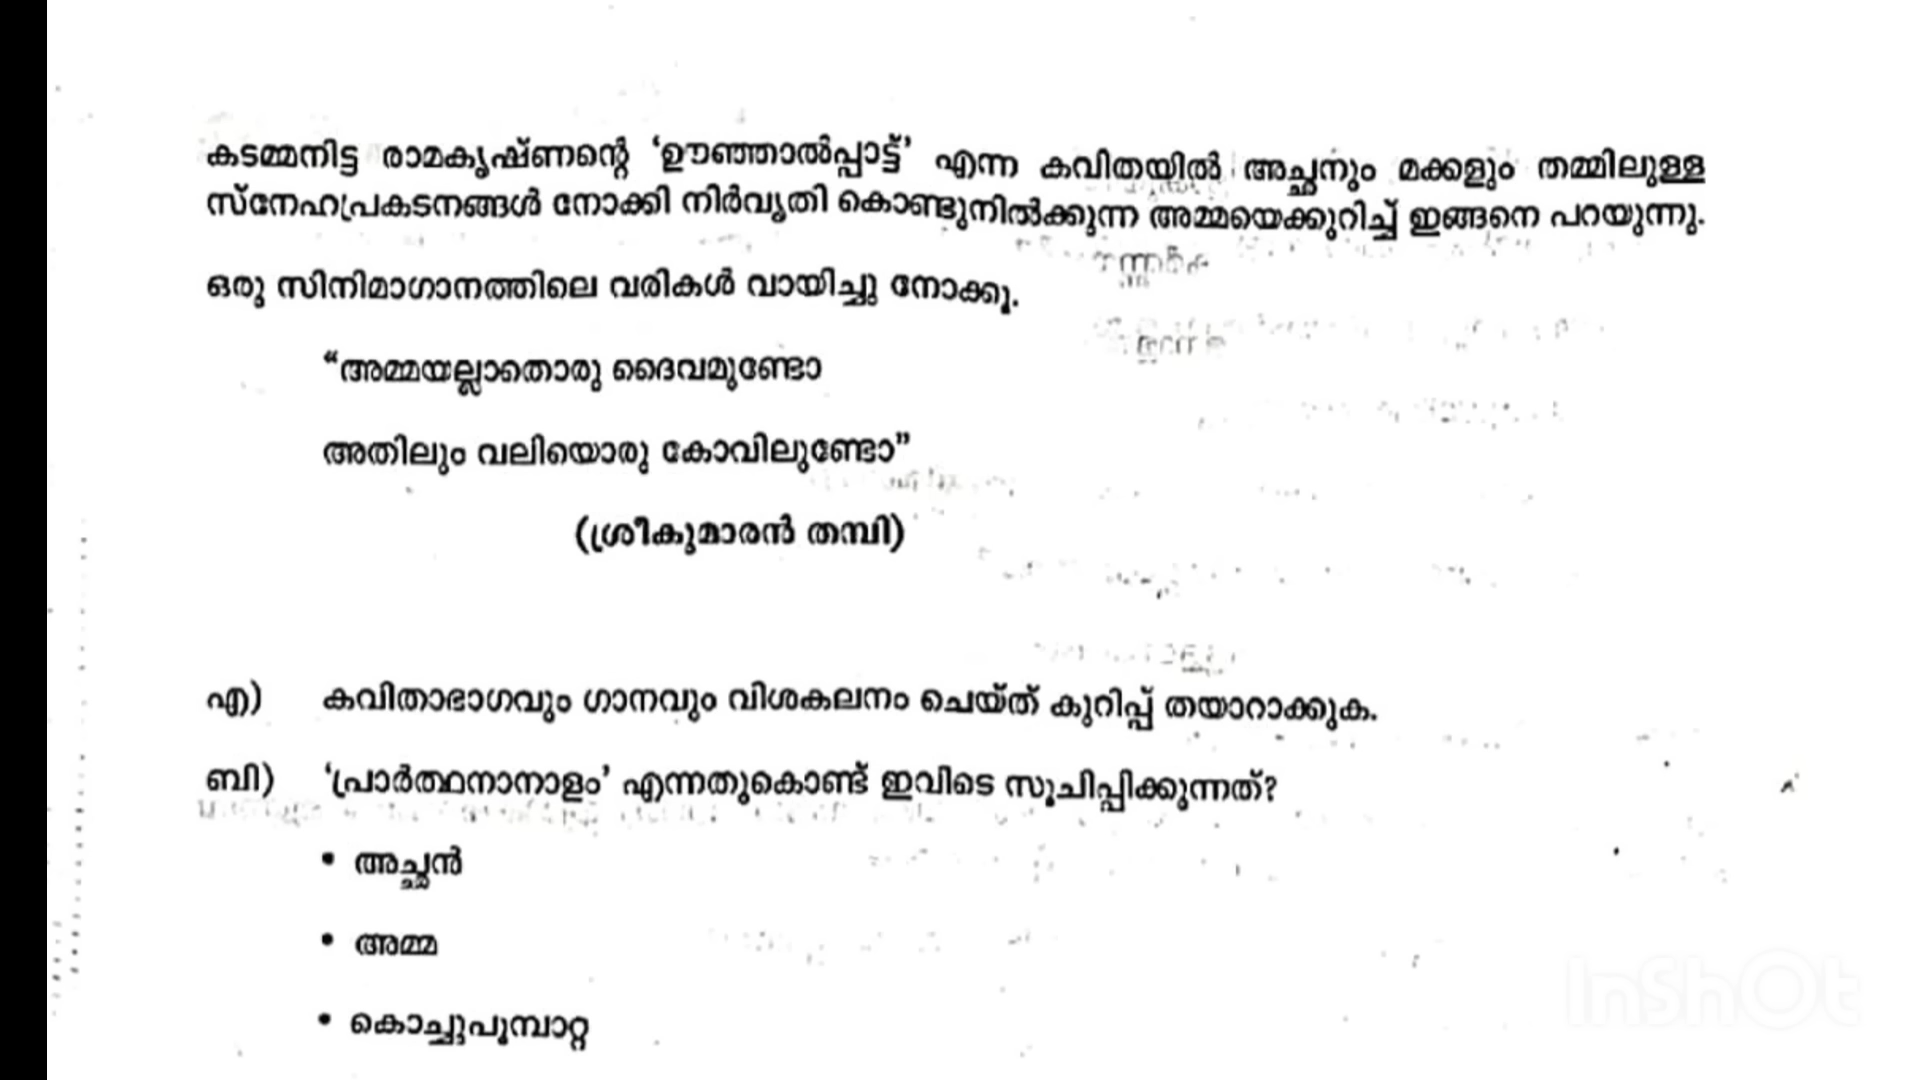 കടമ്മനിട്ട രാമകൃഷ്ണന്റെ ‘ഊഞ്ഞാൽപ്പാട്ട്’ എന്ന കവിതയിൽ അച്ഛനും മക്കളും തമ്മിലുള്ള
സ്നേഹപ്രകടനങ്ങൾ നോക്കി നിർവൃതി കൊണ്ടുനിൽക്കുന്ന അമ്മയെക്കുറിച്ച് ഇങ്ങനെ പറയുന്നു.
ഒരു സിനിമാഗാനത്തിലെ വരികൾ വായിച്ചു നോക്കൂ.
“അമ്മയല്ലാതൊരു ദൈവമുണ്ടോ
അതിലും വലിയൊരു കോവിലുണ്ടോ”
(ശ്രീകുമാരൻ തമ്പി)
എ) കവിതാഭാഗവും ഗാനവും വിശകലനം ചെയ്ത് കുറിപ്പ് തയാറാക്കുക.
ബി) ‘പ്രാർത്ഥനാനാളം’ എന്നതുകൊണ്ട് ഇവിടെ സൂചിപ്പിക്കുന്നത്?
• അച്ഛൻ
• അമ്മ
• കൊച്ചുപൂമ്പാറ്റ
InShOt